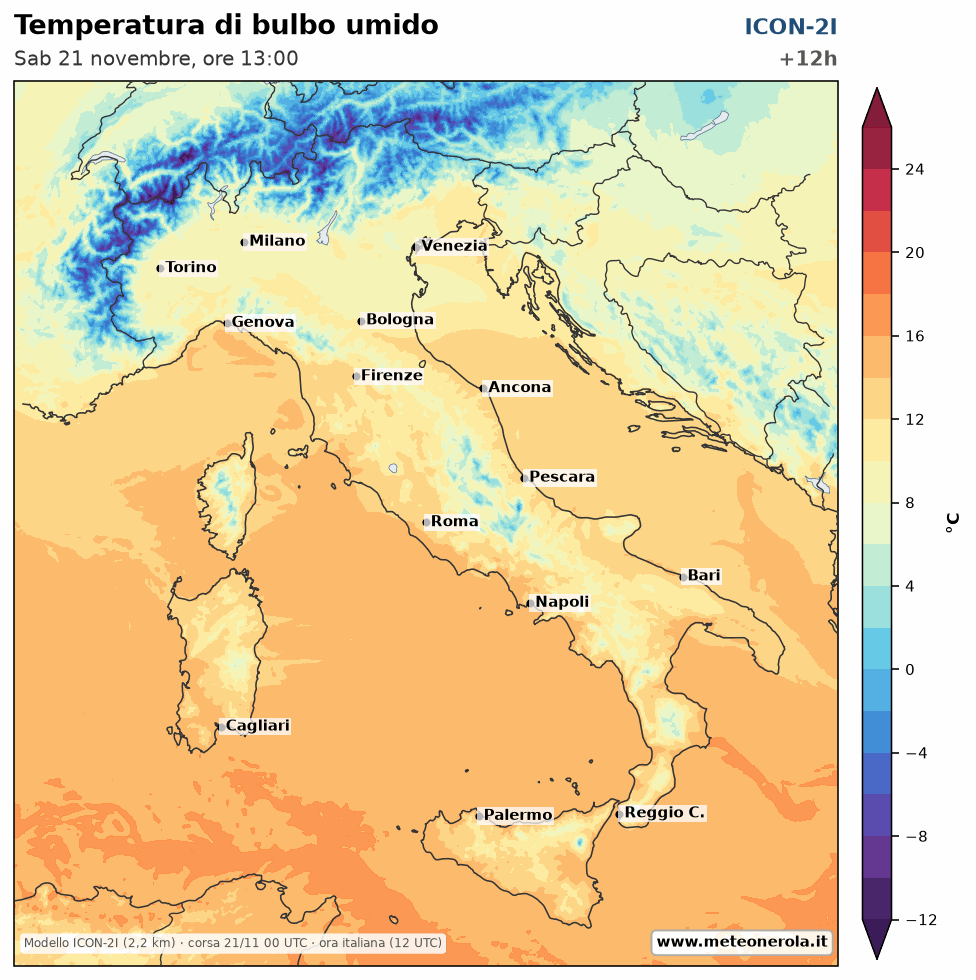 Temperatura di bulbo umido
ICON-2I
Sab 21 novembre, ore 13:00
+12h
Milano
Venezia
Torino
Genova
Bologna
Firenze
Ancona
Pescara
Roma
Bari
Napoli
Cagliari
Palermo
Reggio C.
24
20
16
12
8
4
0
−4
−8
−12
°C
Modello ICON-2I (2,2 km) · corsa 21/11 00 UTC · ora italiana (12 UTC)
www.meteonerola.it